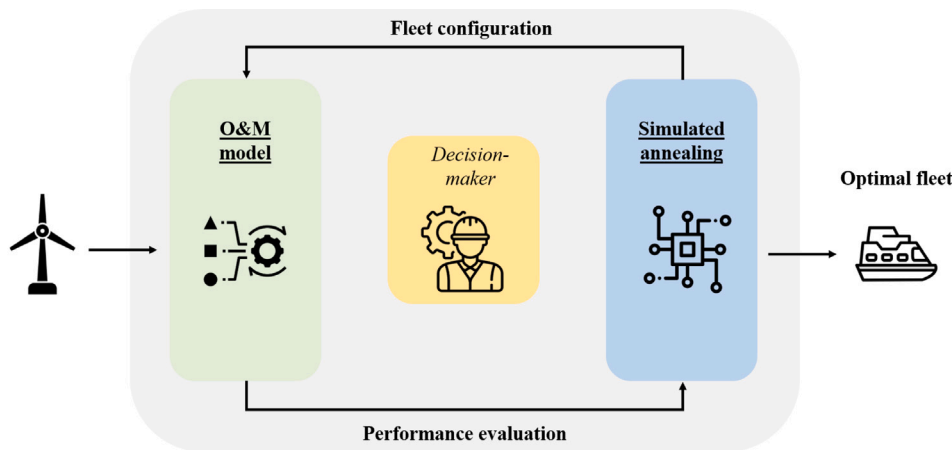 Fleet configuration
O&M
model
Decision-
maker
Simulated
annealing
Optimal fleet
Performance evaluation